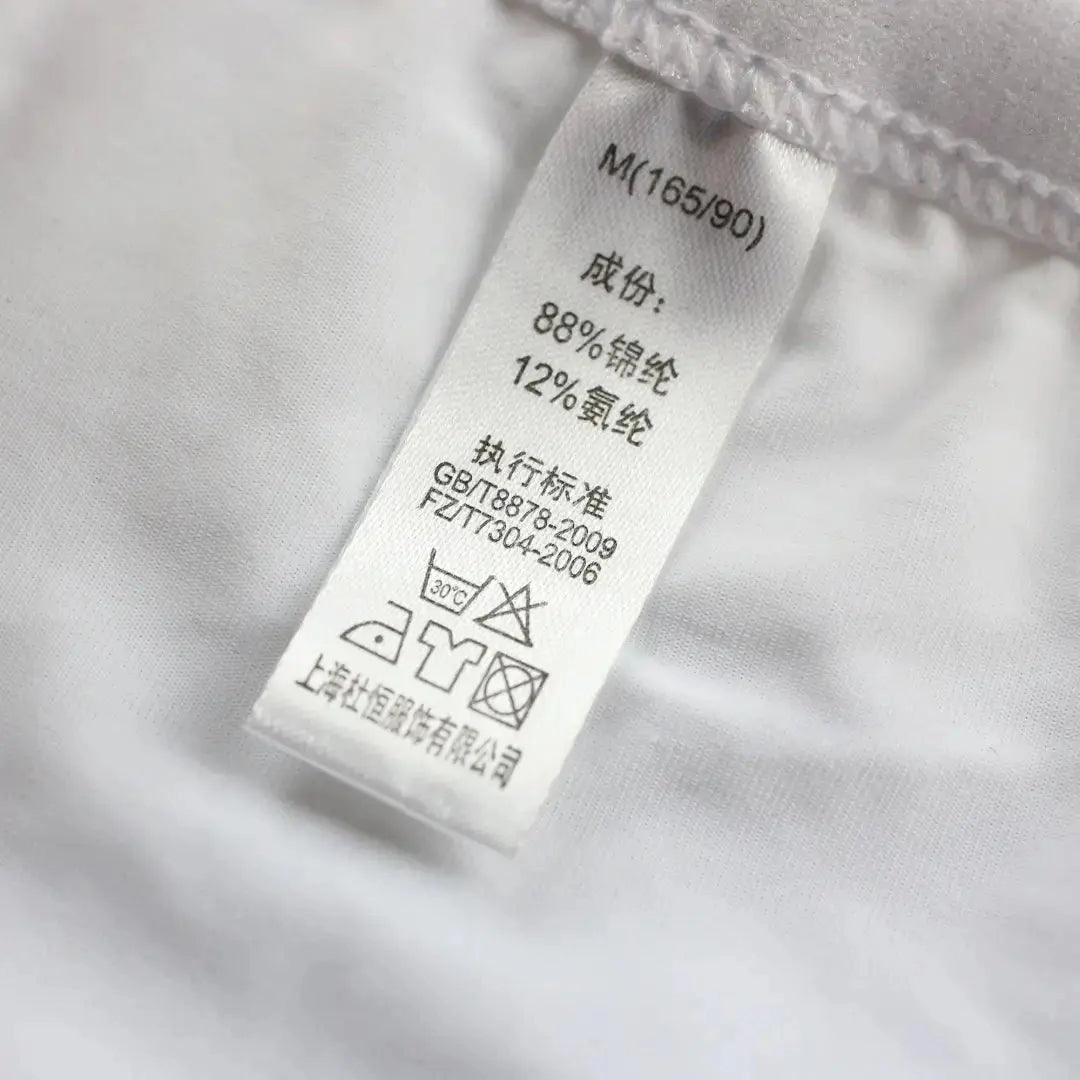 M(165/90)
成份:
88%锦纶
12%氨纶
执行标准
GB/T8878-2009
FZ/T7304-2006
30℃
上海杜恒服饰有限公司